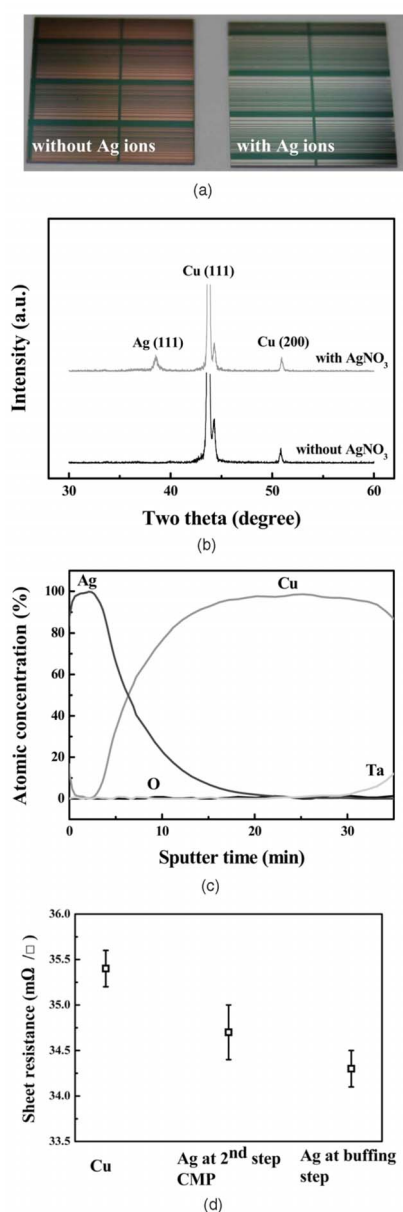 without Ag ions
with Ag ions
(a)
Intensity (a.u.)
Cu (111)
Ag (111)
Cu (200)
with AgNO₃
without AgNO₃
30 40 50 60
Two theta (degree)
(b)
Atomic concentration (%)
Ag
Cu
100
80
60
40
20
0
O
Ta
0 10 20 30
Sputter time (min)
(c)
Sheet resistance (mΩ /□)
36.0
35.5
35.0
34.5
34.0
33.5
Cu
Ag at 2nd step
CMP
Ag at buffing
step
(d)